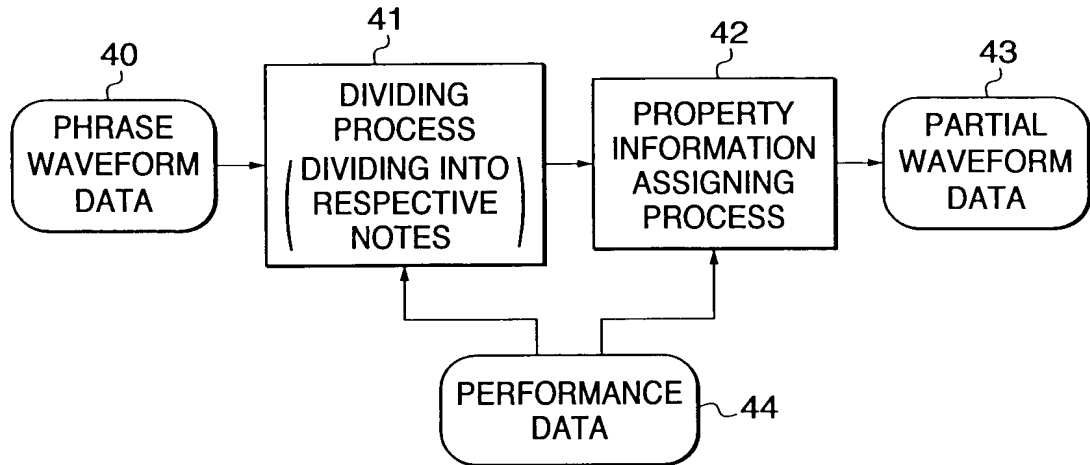 40
PHRASE
WAVEFORM
DATA
41
DIVIDING
PROCESS
(DIVIDING INTO
RESPECTIVE
NOTES)
42
PROPERTY
INFORMATION
ASSIGNING
PROCESS
43
PARTIAL
WAVEFORM
DATA
PERFORMANCE
DATA
44